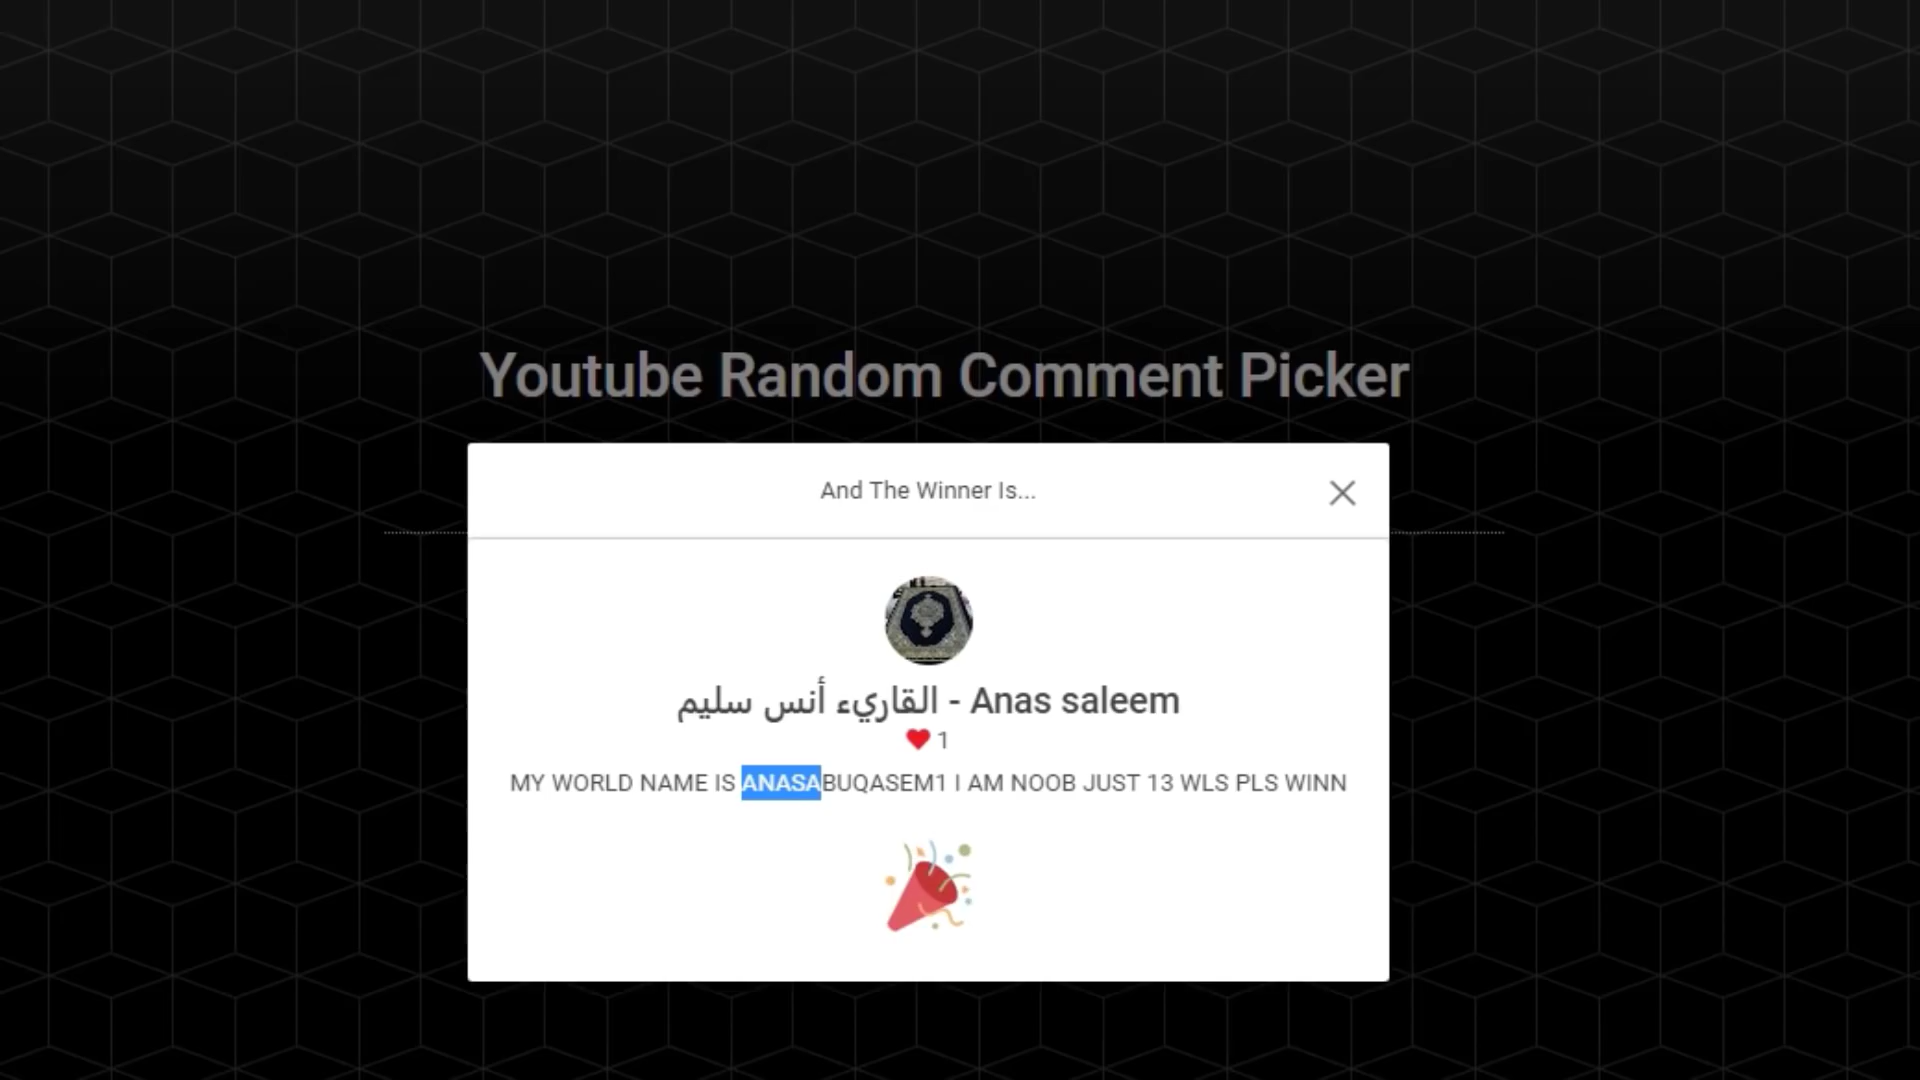 Youtube Random Comment Picker
And The Winner Is...
القاريء أنس سليم - Anas saleem
1
MY WORLD NAME IS ANASABUQASEM1 I AM NOOB JUST 13 WLS PLS WINN